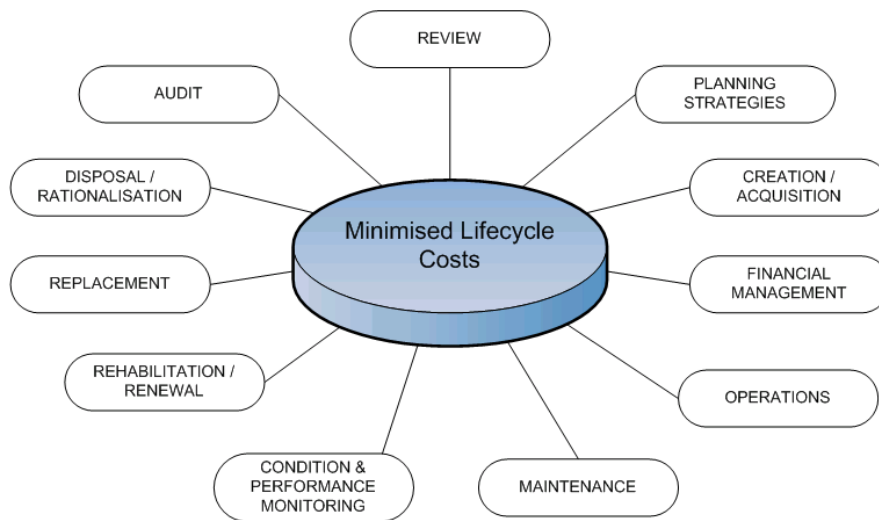 REVIEW
PLANNING
STRATEGIES
CREATION /
ACQUISITION
FINANCIAL
MANAGEMENT
OPERATIONS
MAINTENANCE
CONDITION &
PERFORMANCE
MONITORING
REHABILITATION /
RENEWAL
REPLACEMENT
DISPOSAL /
RATIONALISATION
AUDIT
Minimised Lifecycle
Costs